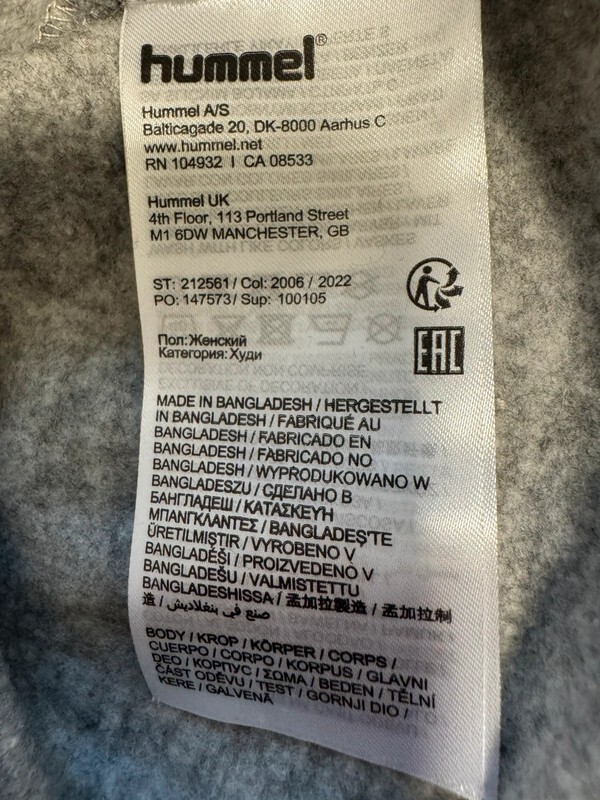 hummel®
Hummel A/S
Balticagade 20, DK-8000 Aarhus C
www.hummel.net
RN 104932 I CA 08533
Hummel UK
4th Floor, 113 Portland Street
M1 6DW MANCHESTER, GB
ST: 212561/ Col: 2006 / 2022
PO: 147573/ Sup: 100105
Пол:Женский
Категория:Худи
EAC
MADE IN BANGLADESH / HERGESTELLT
IN BANGLADESH / FABRIQUÉ AU
BANGLADESH / FABRICADO EN
BANGLADESH / FABRICADO NO
BANGLADESH / WYPRODUKOWANO W
BANGLADESZU / СДЕЛАНО В
БАНГЛАДЕШ / ΚΑΤΑΣΚΕΥΉ
ΜΠΑΝΓΚΛΑΝΤΈΣ / BANGLADEŞ'TE
ÜRETILMIŞTIR / VYROBENO V
BANGLADÉŠI / PROIZVEDENO V
BANGLADEŠU / VALMISTETTU
BANGLADESHISSA / 孟加拉製造 / 孟加拉制
造 / صنع في بنغلاديش /
BODY / KROP / KÖRPER / CORPS /
CUERPO / CORPO / KORPUS / GLAVNI
DEO / КОРПУС / ΣΏΜΑ / BEDEN / TĚLNÍ
ČÁST ODĚVU / TEST / GORNJI DIO /
KERE / GALVENĀ